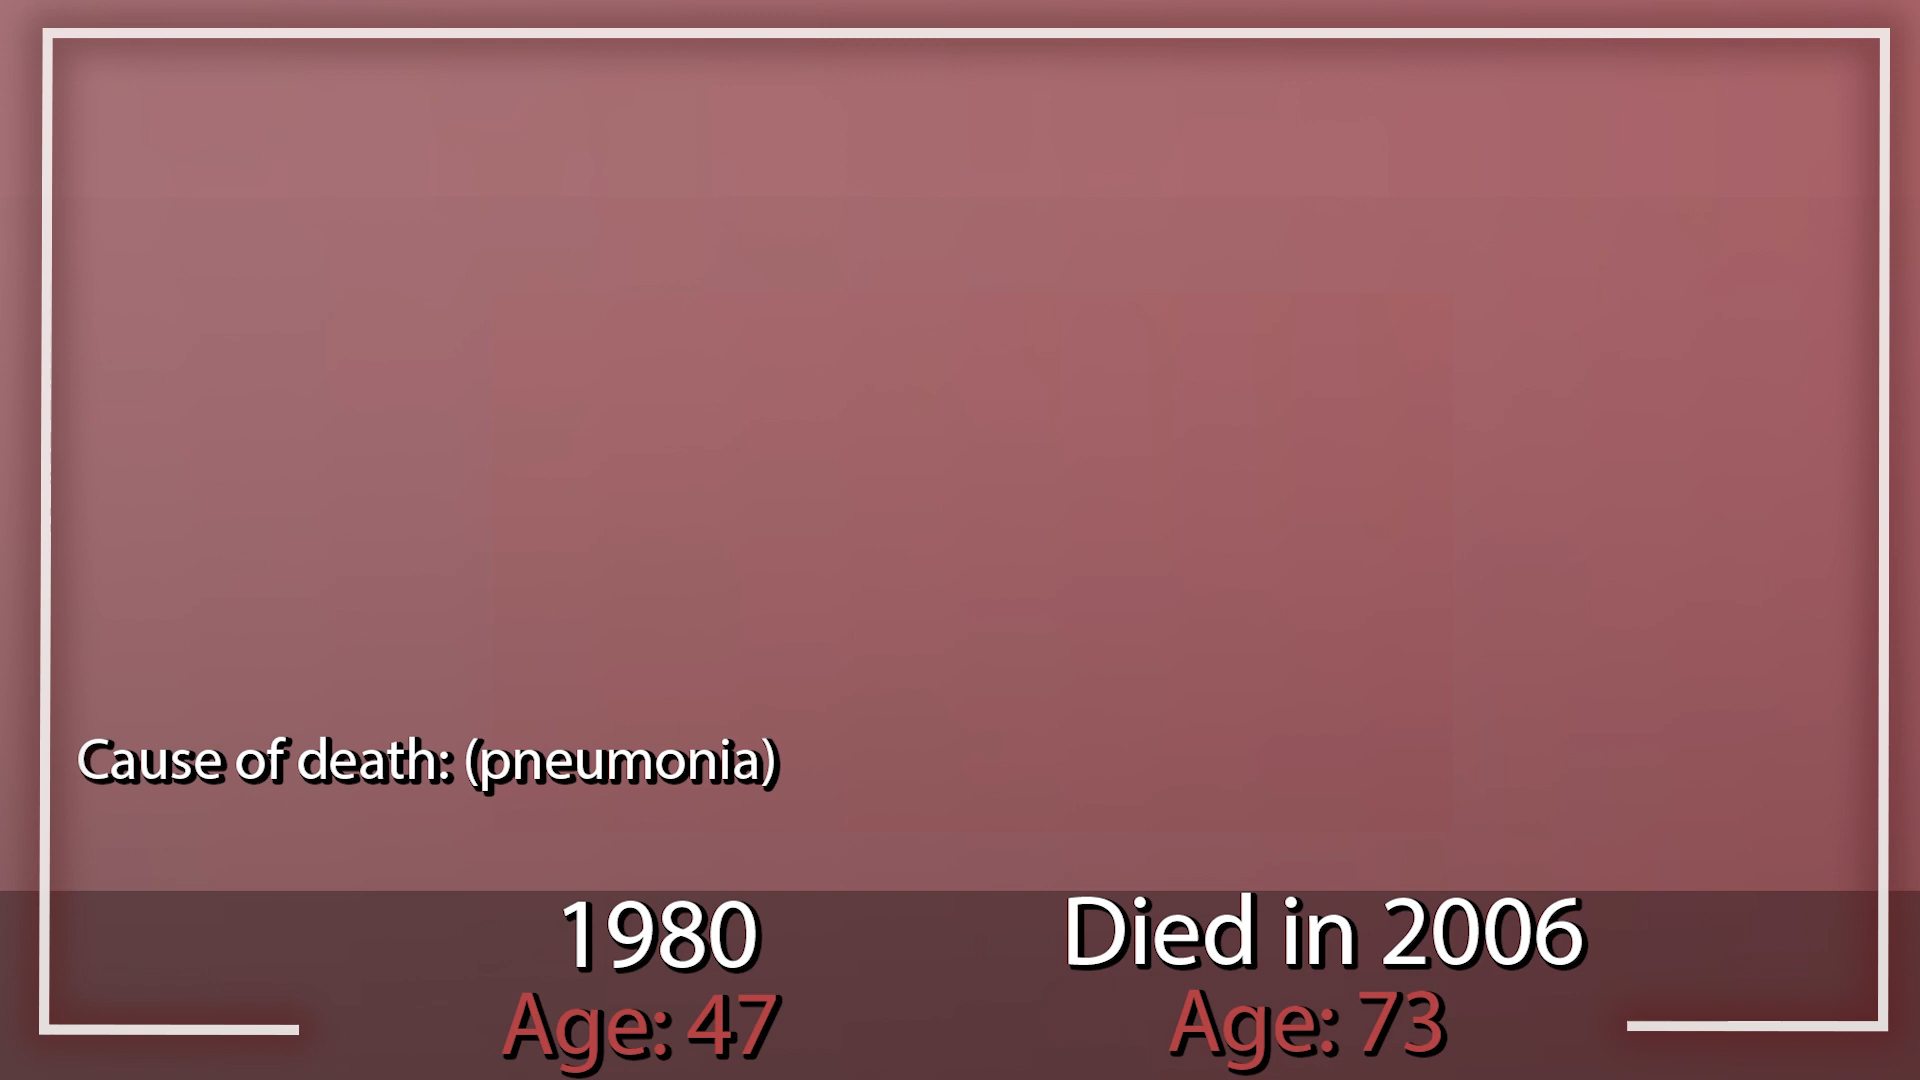 Cause of death: (pneumonia)
1980
Died in 2006
Age: 47
Age: 73